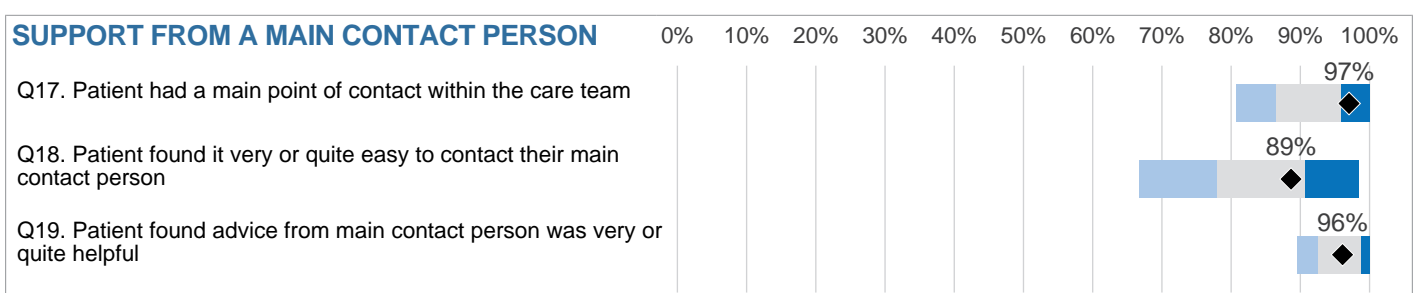 SUPPORT FROM A MAIN CONTACT PERSON 0% 10% 20% 30% 40% 50% 60% 70% 80% 90% 100%
Q17. Patient had a main point of contact within the care team 97%
Q18. Patient found it very or quite easy to contact their main
contact person 89%
Q19. Patient found advice from main contact person was very or
quite helpful 96%